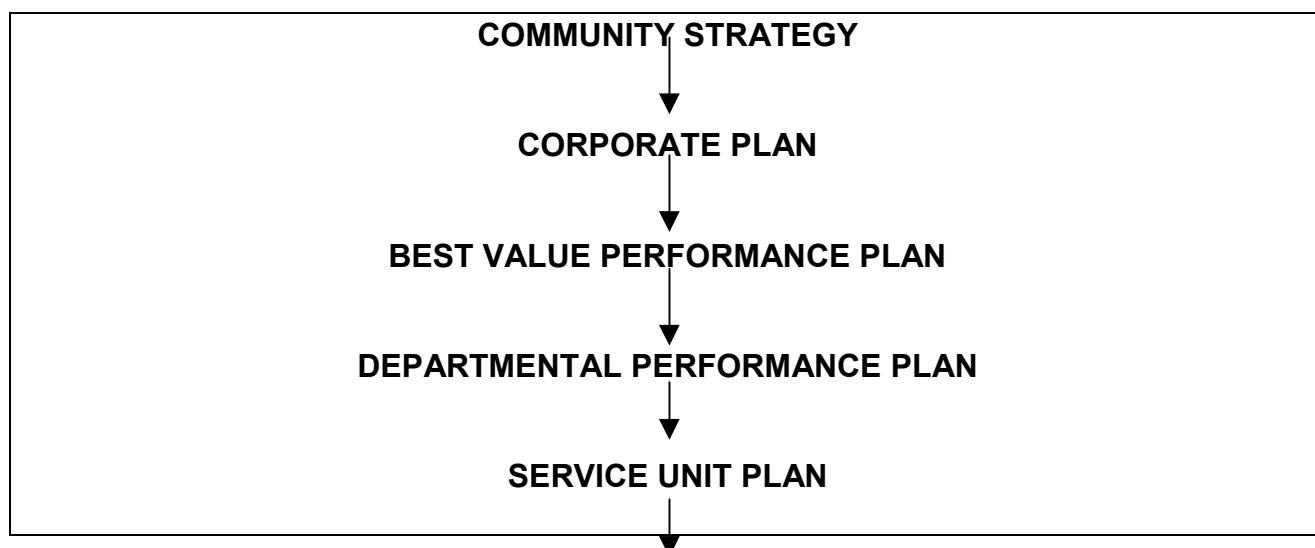 COMMUNITY STRATEGY
CORPORATE PLAN
BEST VALUE PERFORMANCE PLAN
DEPARTMENTAL PERFORMANCE PLAN
SERVICE UNIT PLAN